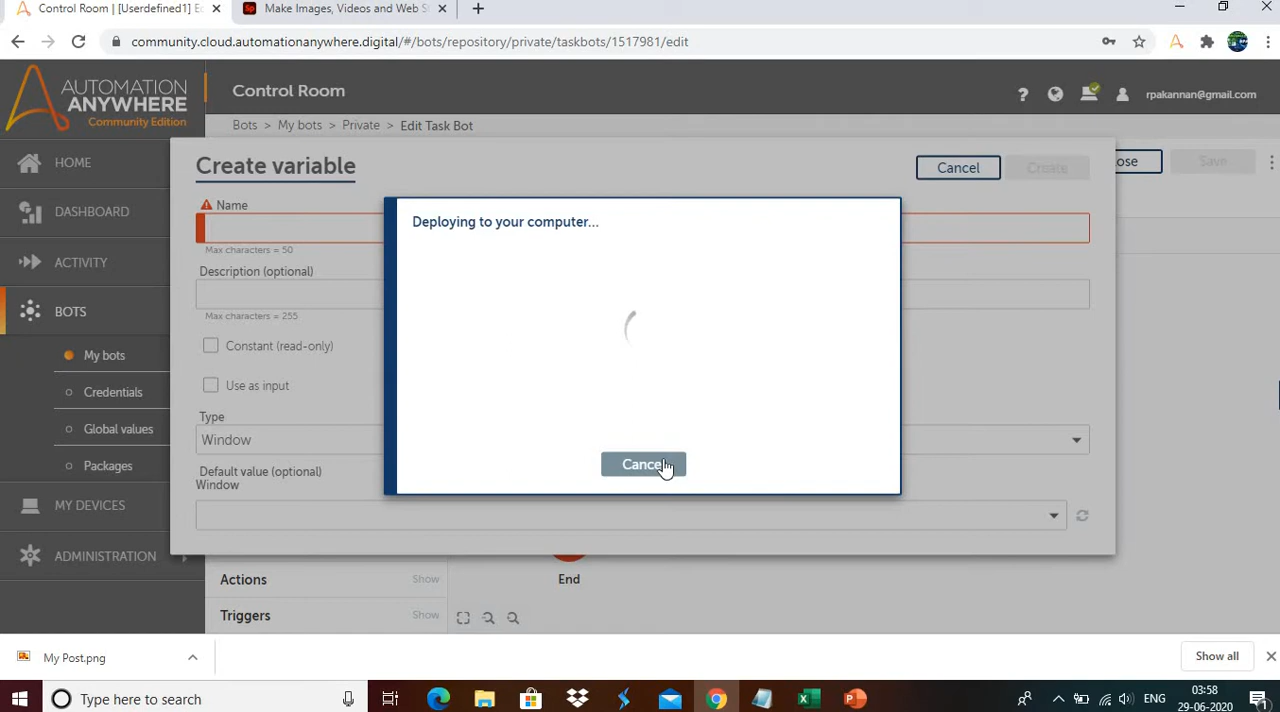 Control Room | [Userdefined1] Ec
Make Images, Videos and Web St
community.cloud.automationanywhere.digital/#/bots/repository/private/taskbots/1517981/edit
AUTOMATION
ANYWHERE
Community Edition
Control Room
rpakannan@gmail.com
Bots > My bots > Private > Edit Task Bot
HOME
DASHBOARD
ACTIVITY
BOTS
My bots
Credentials
Global values
Packages
MY DEVICES
ADMINISTRATION
Create variable
Cancel
Create
ose
Save
Name
Max characters = 50
Description (optional)
Max characters = 255
Constant (read-only)
Use as input
Type
Window
Default value (optional)
Window
Deploying to your computer...
Cancel
Actions
Show
End
Triggers
Show
My Post.png
Show all
Type here to search
ENG
03:58
29-06-2020
1